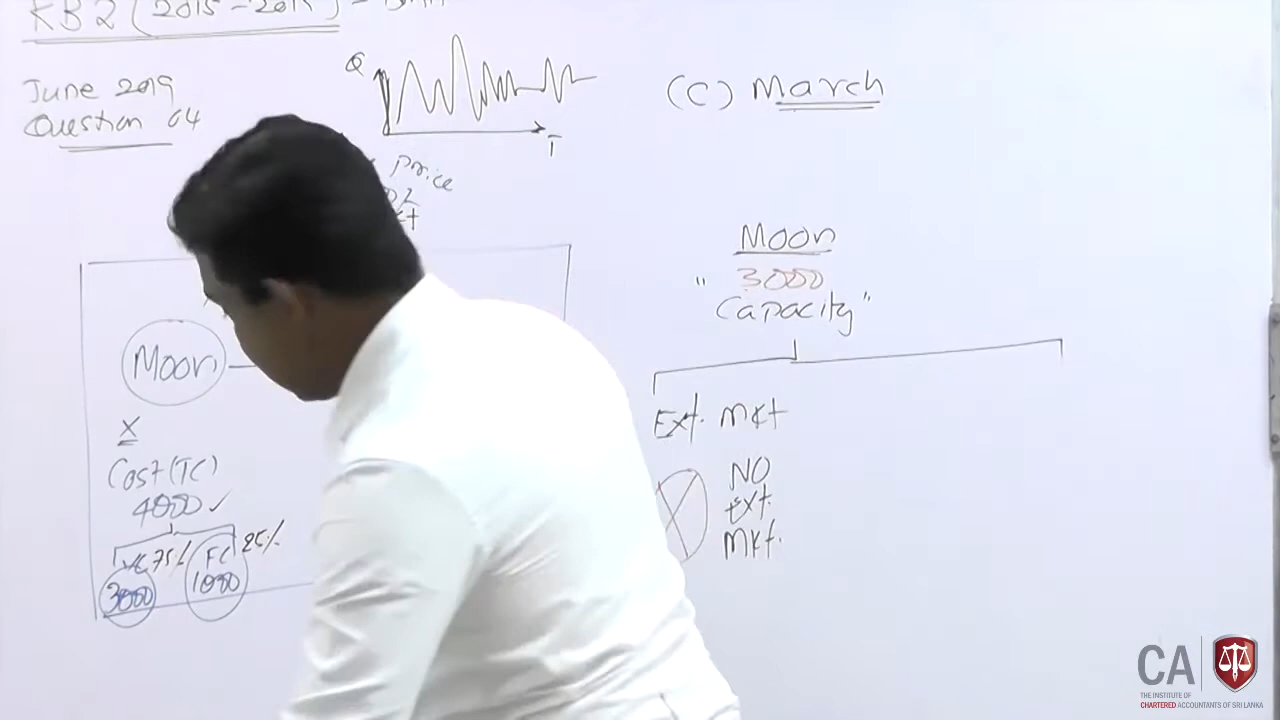 KB2 (2015-2019)
June 2019
Question 04
Q
T
price
(C) March
Moon
" 3000
Capacity "
Ext. Mkt
NO
Ext.
Mkt.
Moon
X
Cost (TC)
4000 ✓
VC 75%
FC 25%
3000
1000
CA
THE INSTITUTE OF
CHARTERED ACCOUNTANTS OF SRI LANKA